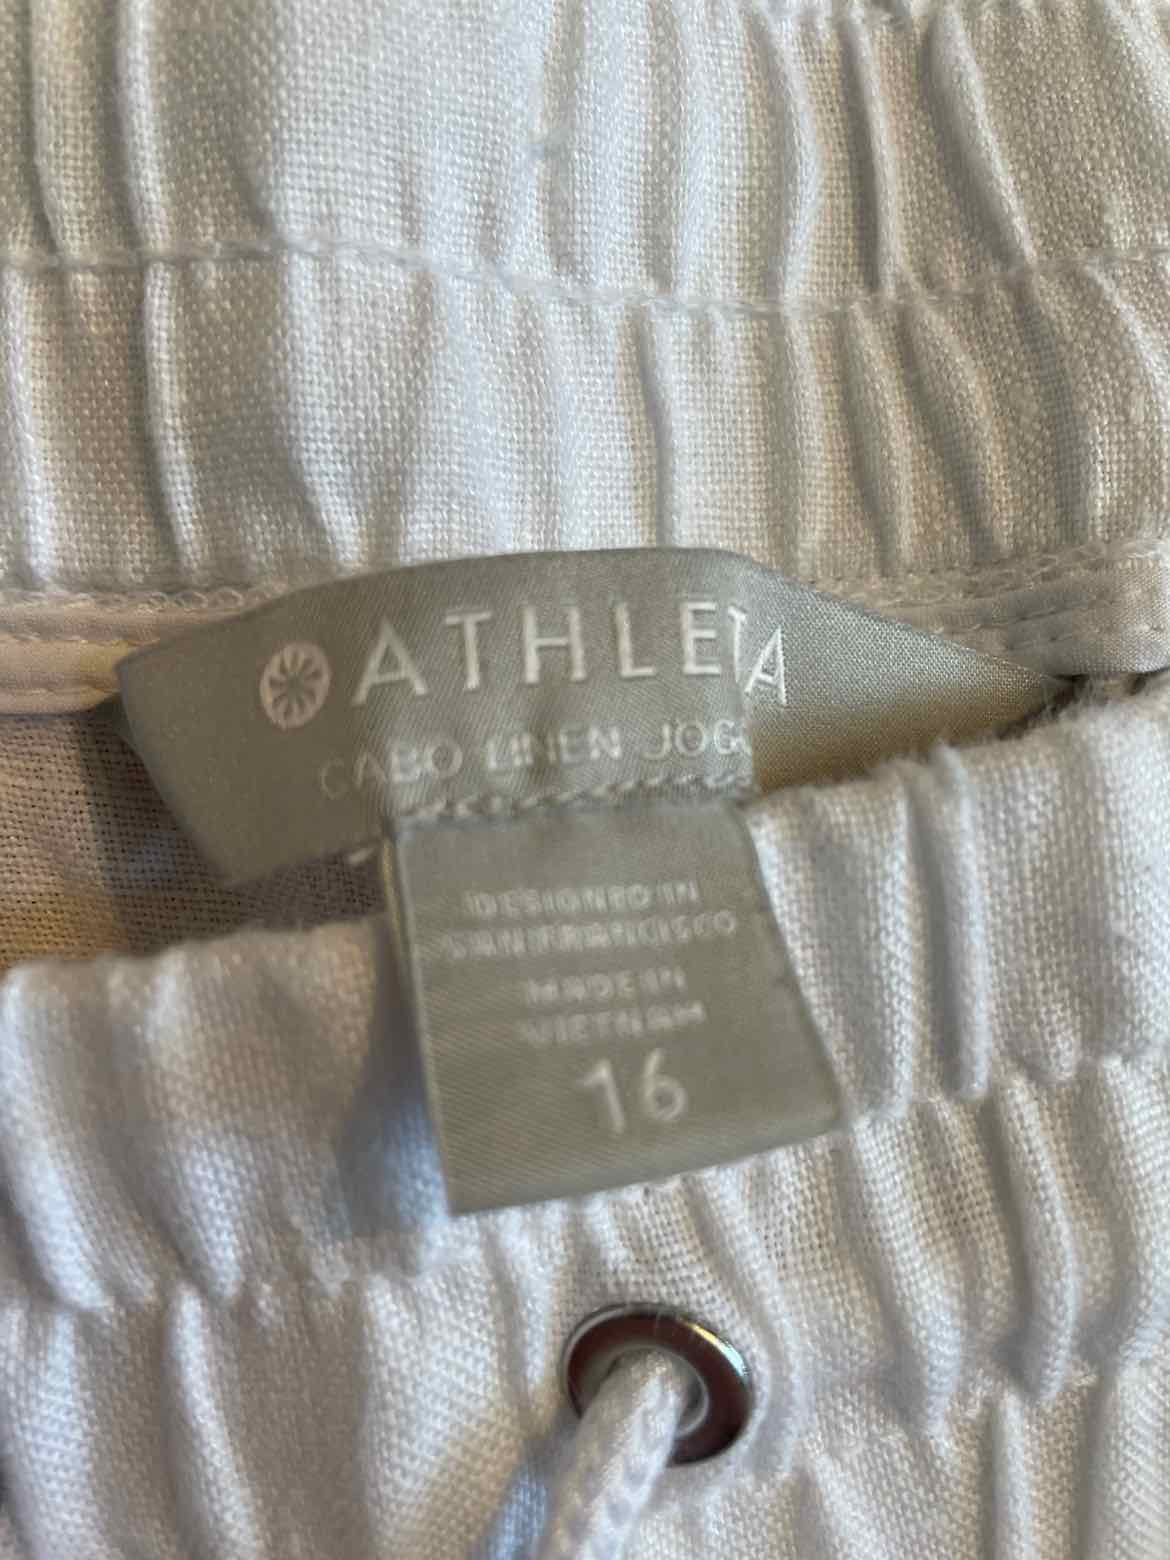 ATHLETA
CABO LINEN JOG
DESIGNED IN
SAN FRANCISCO
MADE IN
VIETNAM
16